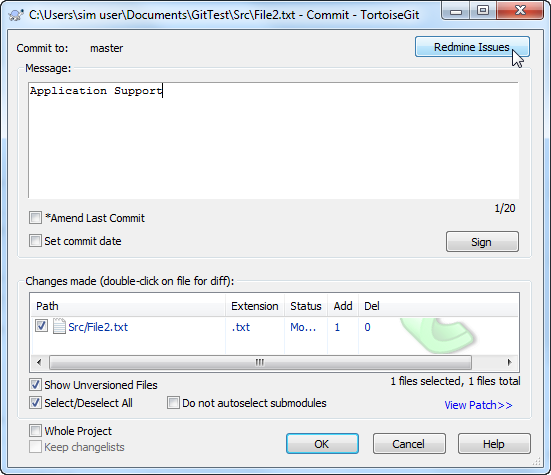 C:\Users\sim user\Documents\GitTest\Src\File2.txt - Commit - TortoiseGit
Commit to: master
Redmine Issues
Message:
Application Support
1/20
*Amend Last Commit
Set commit date
Sign
Changes made (double-click on file for diff):
Path Extension Status Add Del
Src/File2.txt .txt Mo... 1 0
Show Unversioned Files
1 files selected, 1 files total
Select/Deselect All
Do not autoselect submodules
View Patch>>
Whole Project
Keep changelists
OK
Cancel
Help